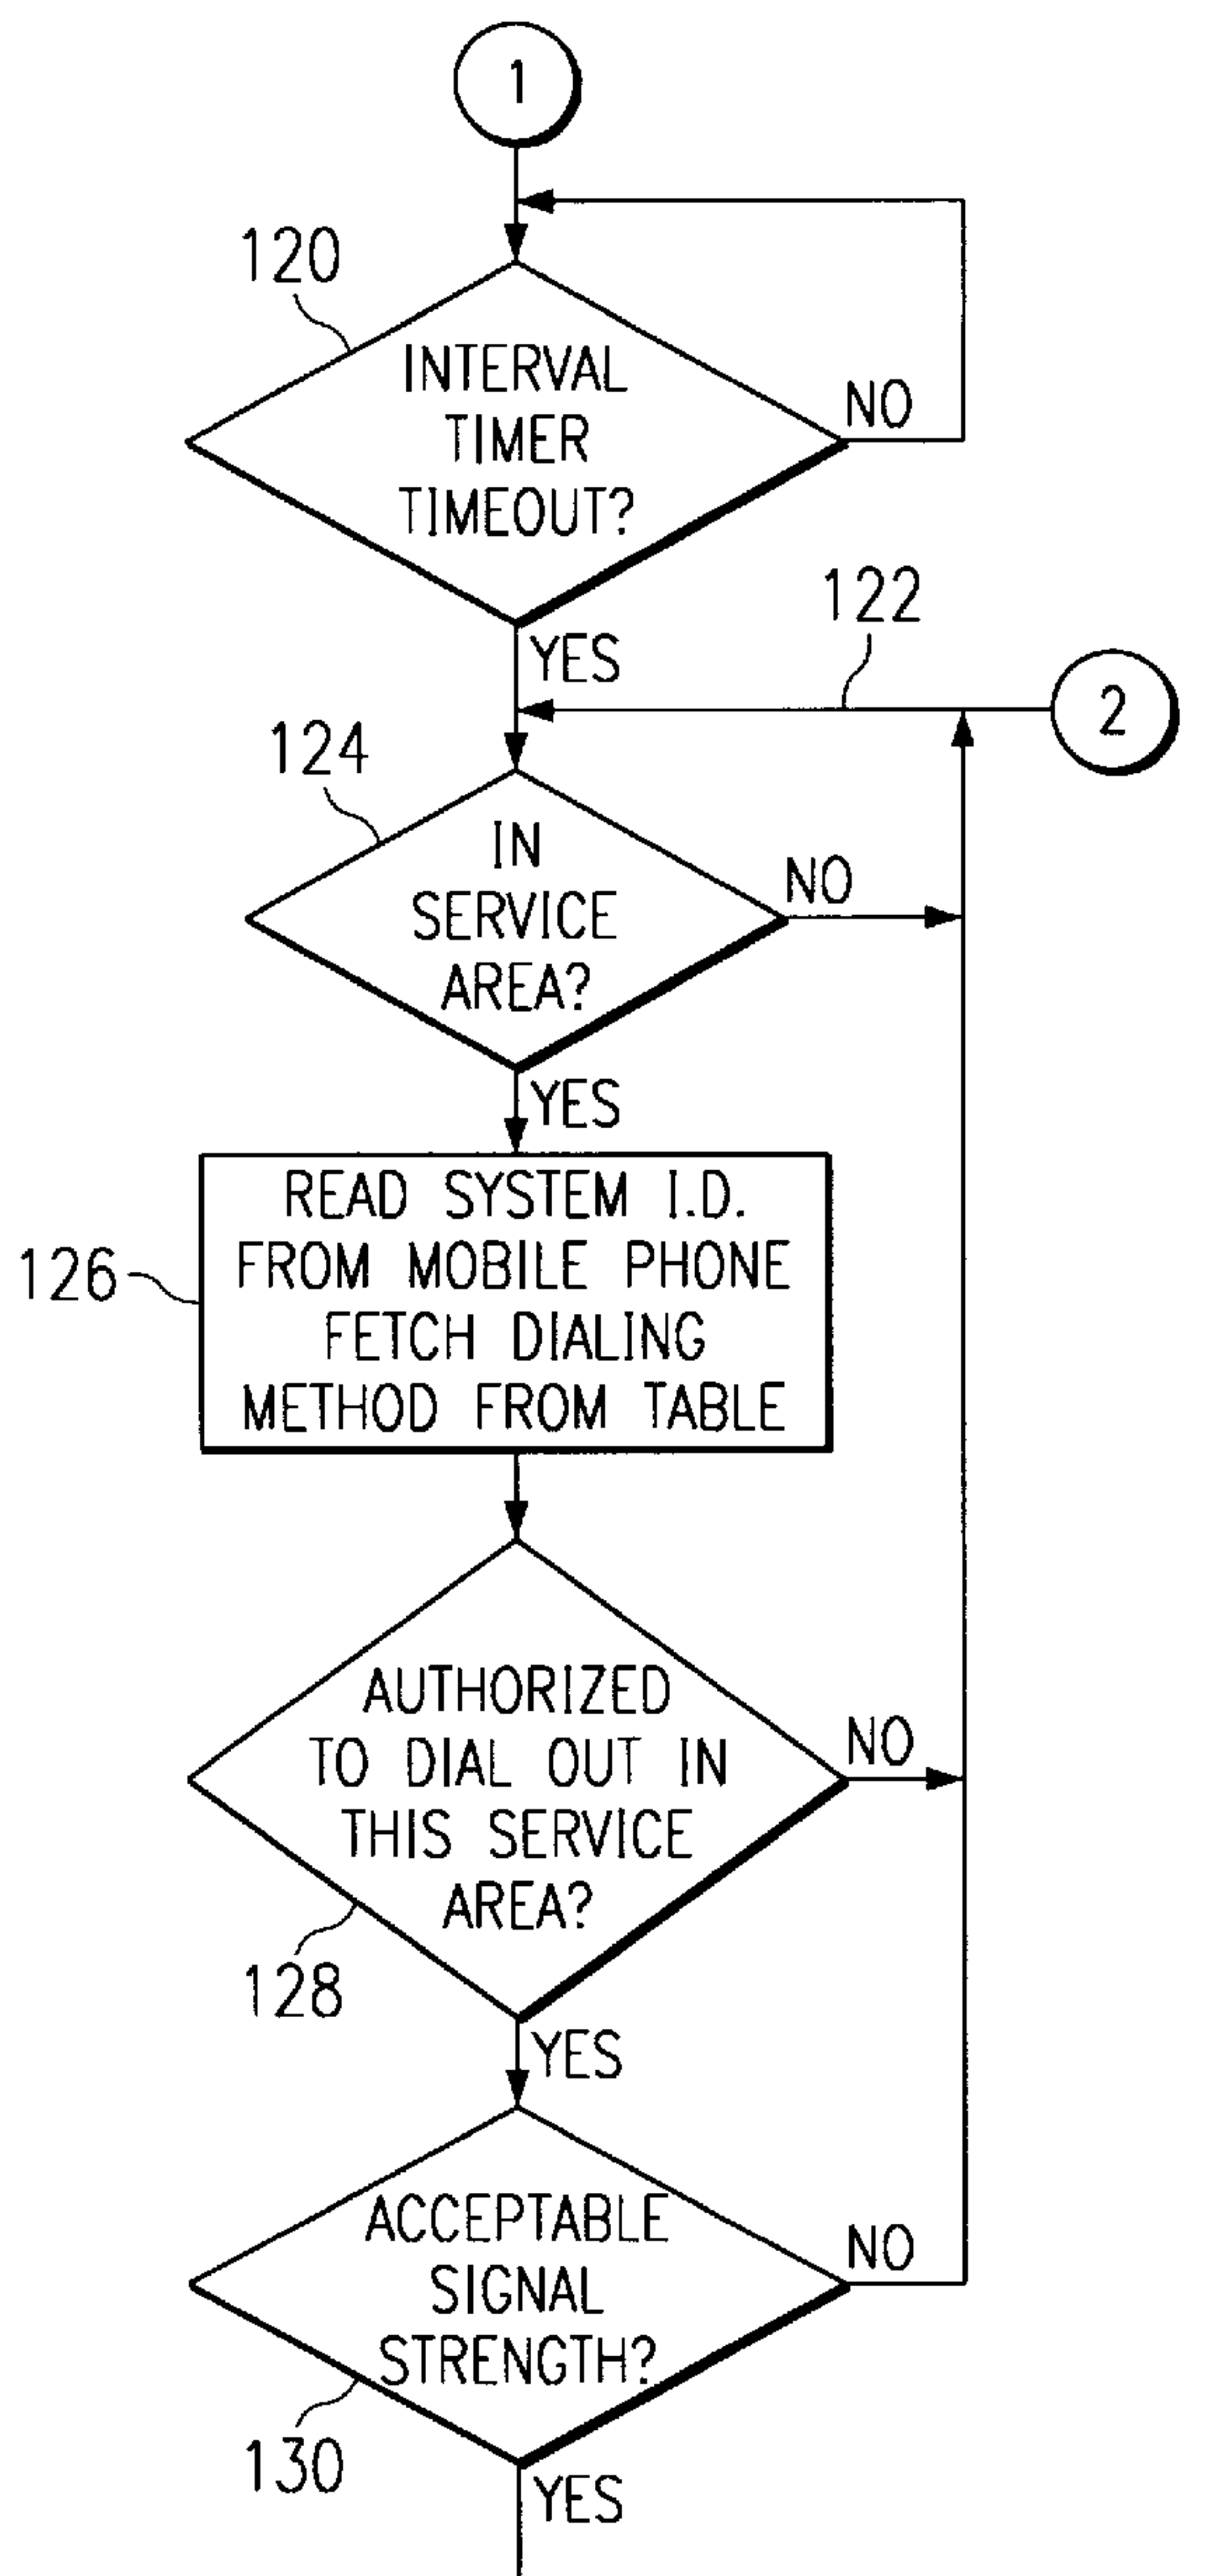 1
120
INTERVAL
TIMER
TIMEOUT?
NO
YES
122
2
124
IN
SERVICE
AREA?
NO
YES
126
READ SYSTEM I.D.
FROM MOBILE PHONE
FETCH DIALING
METHOD FROM TABLE
AUTHORIZED
TO DIAL OUT IN
THIS SERVICE
AREA?
NO
128
YES
ACCEPTABLE
SIGNAL
STRENGTH?
NO
130
YES